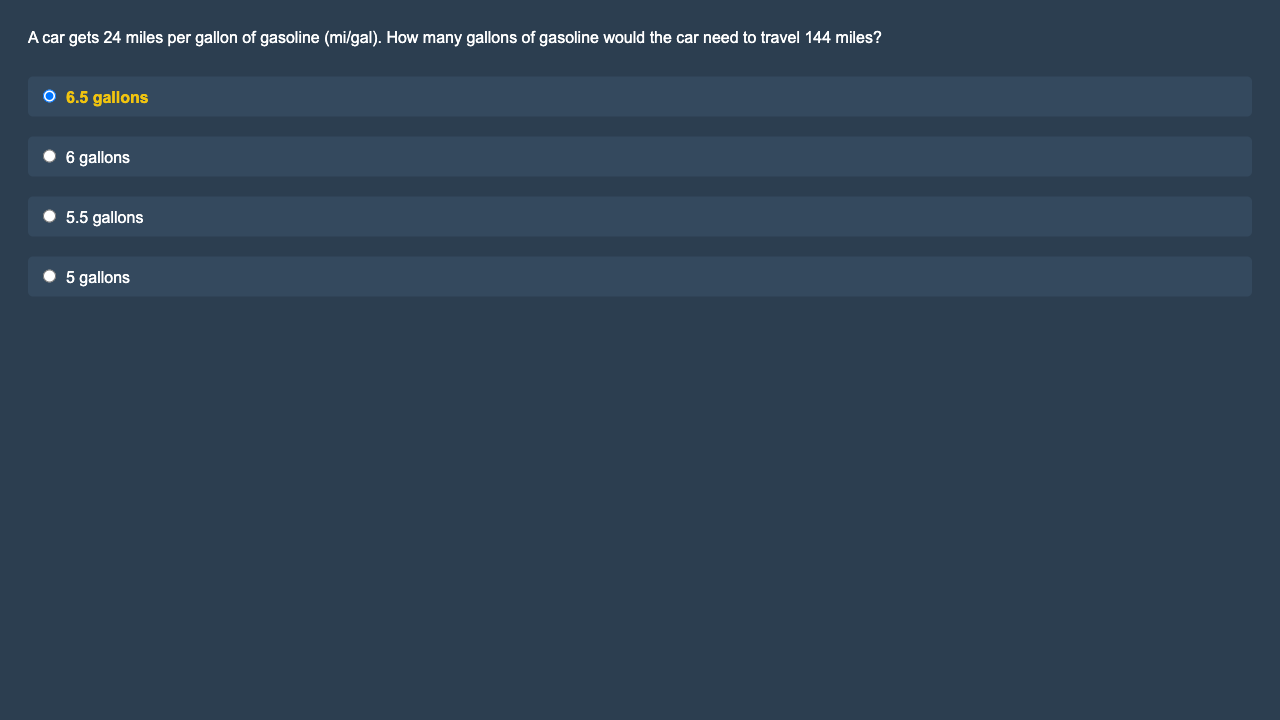 A car gets 24 miles per gallon of gasoline (mi/gal). How many gallons of gasoline would the car need to travel 144 miles?
6.5 gallons
6 gallons
5.5 gallons
5 gallons